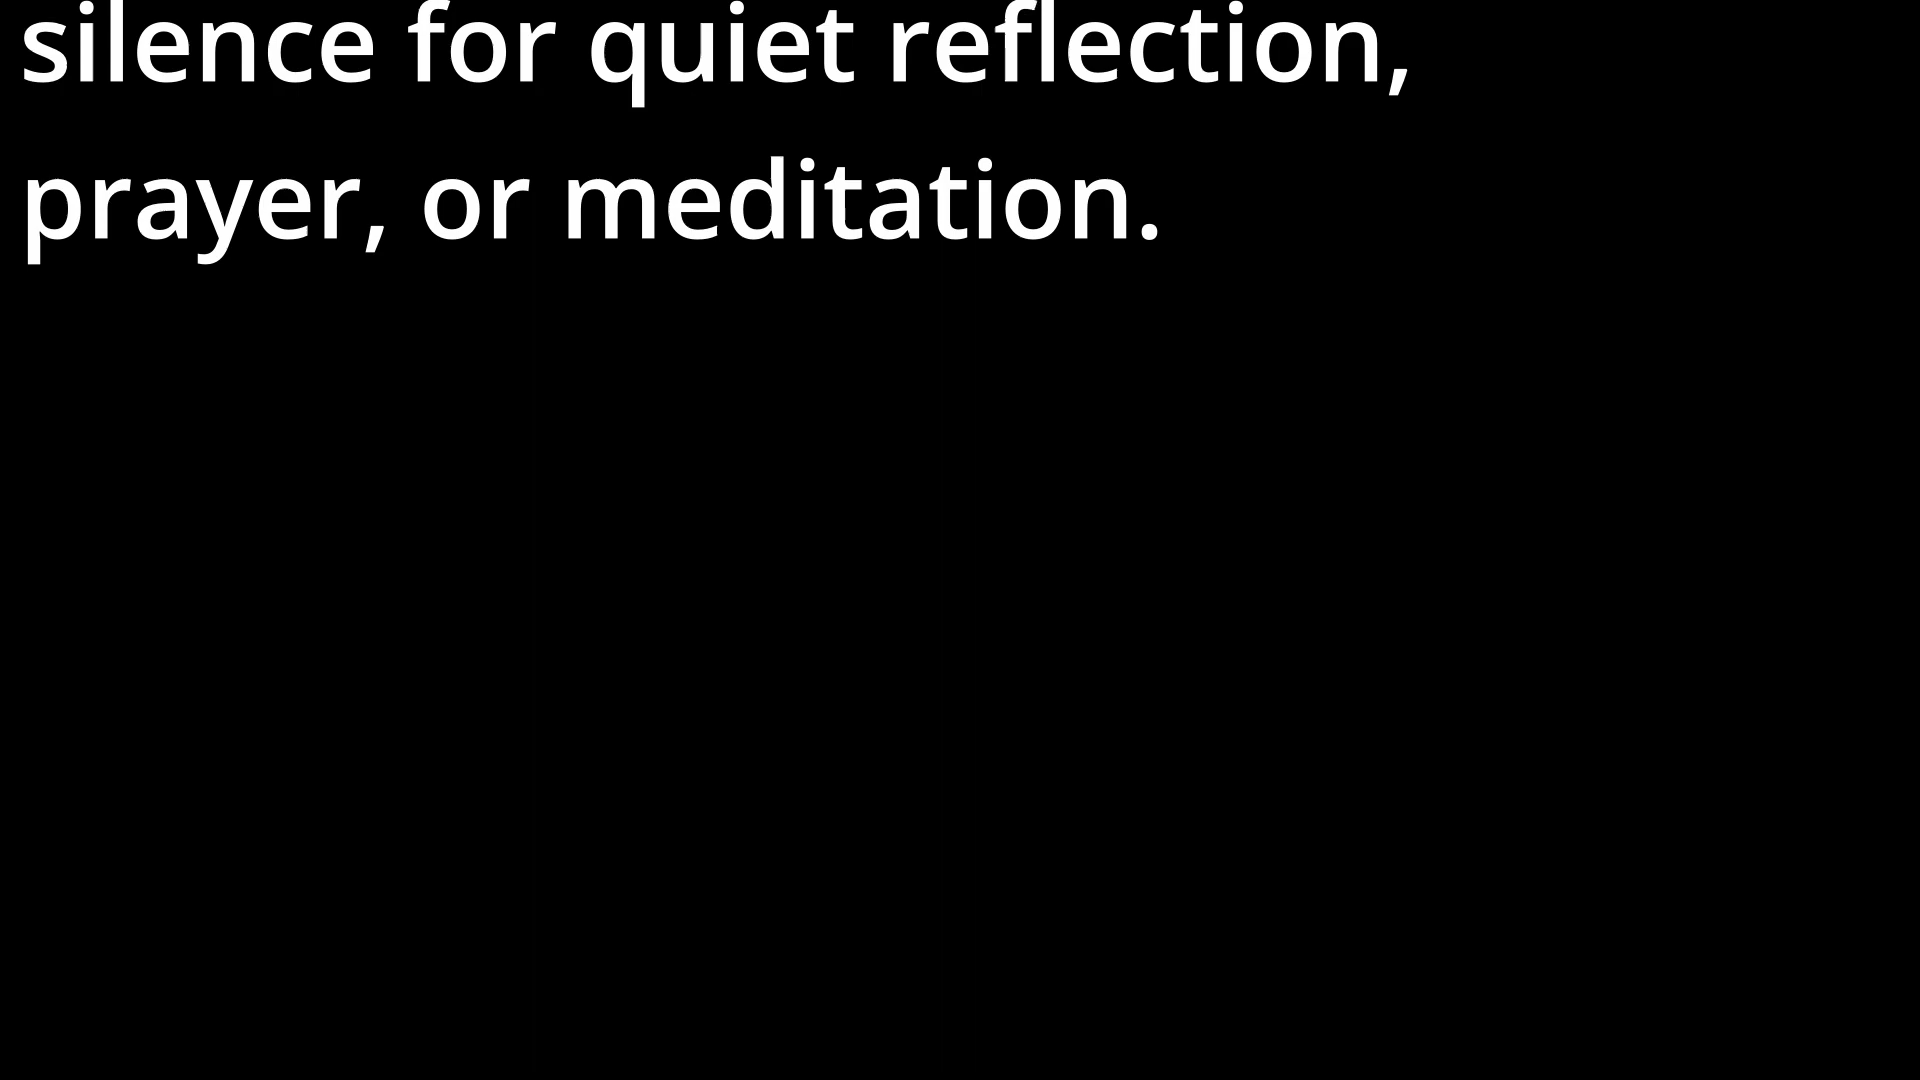 silence for quiet reflection,
prayer, or meditation.